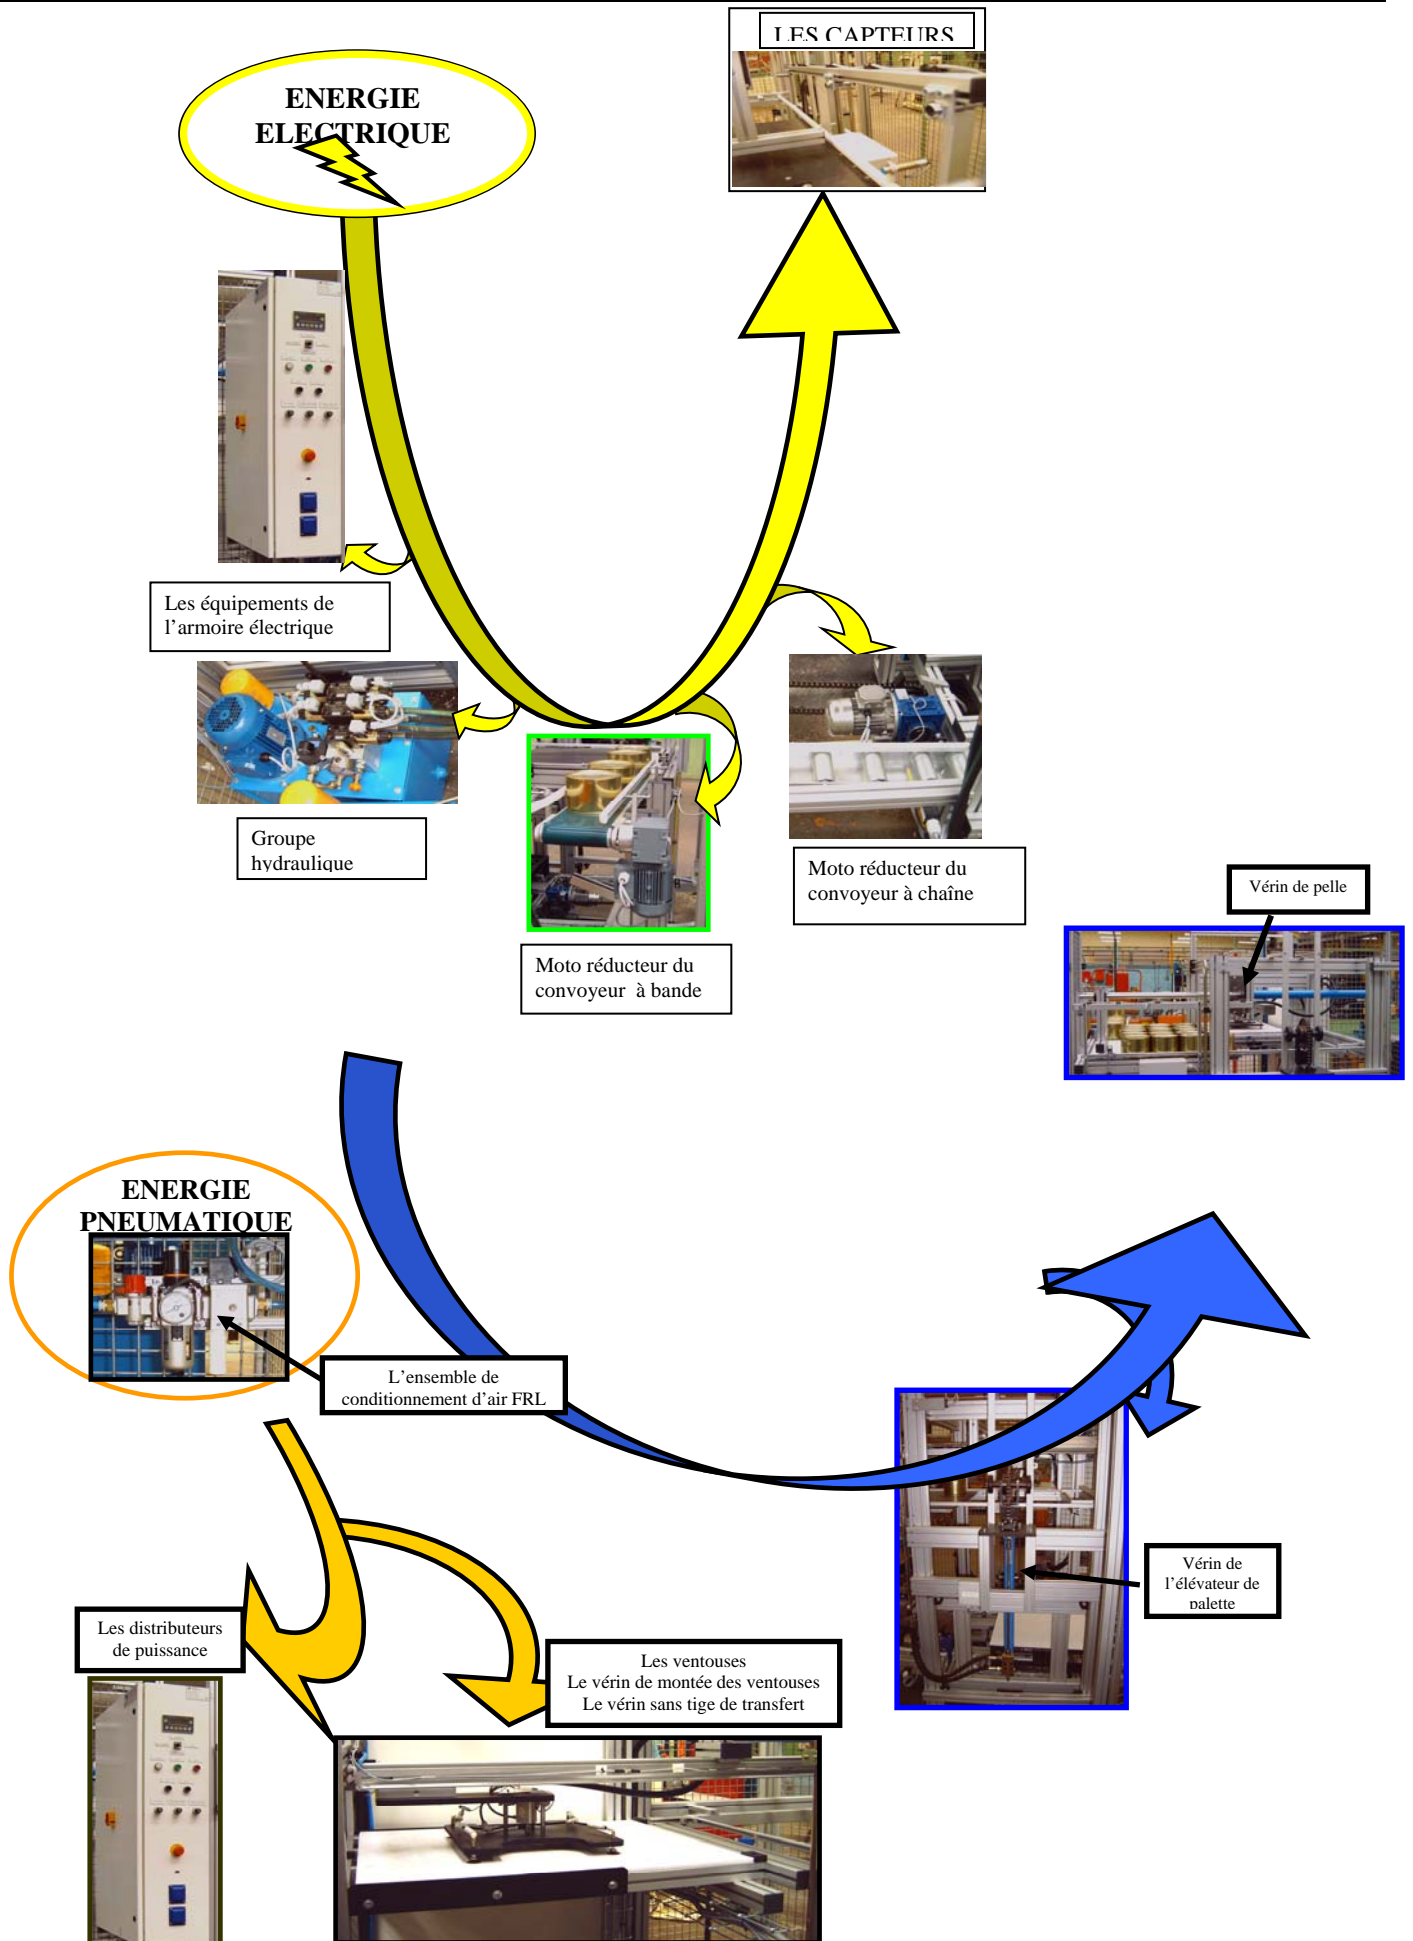 LES CAPTEURS
ENERGIE
ELECTRIQUE
Les équipements de
l'armoire électrique
Groupe
hydraulique
Moto réducteur du
convoyeur à bande
Moto réducteur du
convoyeur à chaîne
Vérin de pelle
ENERGIE
PNEUMATIQUE
L'ensemble de
conditionnement d'air FRL
Vérin de
l'élévateur de
palette
Les distributeurs
de puissance
Les ventouses
Le vérin de montée des ventouses
Le vérin sans tige de transfert